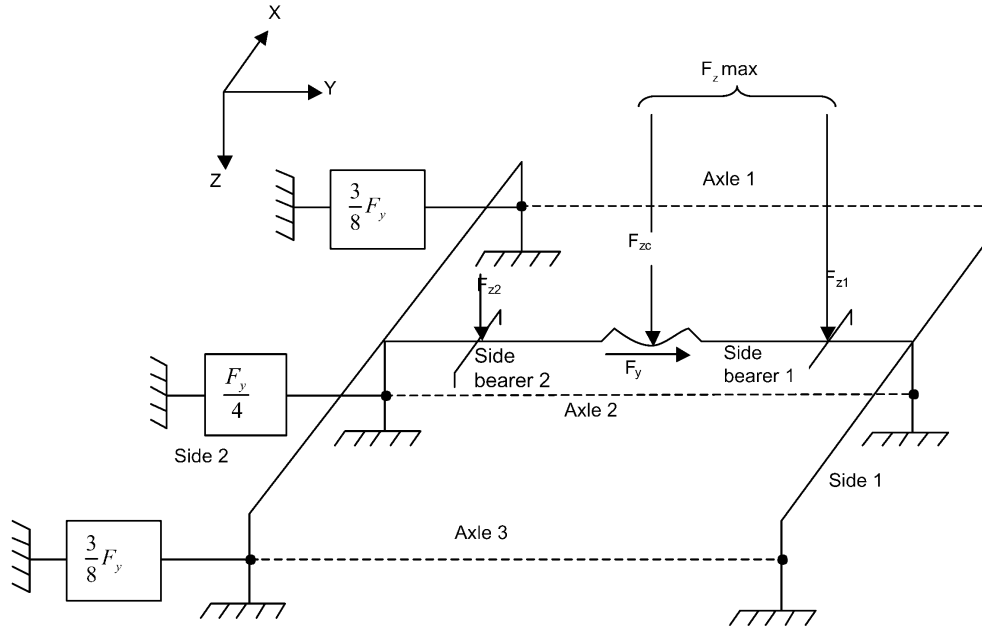 X
Y
Z
F_z max
Axle 1
3/8 F_y
F_zc
F_z2
F_z1
Side
bearer 2
F_y
Side
bearer 1
F_y/4
Axle 2
Side 2
Side 1
Axle 3
3/8 F_y